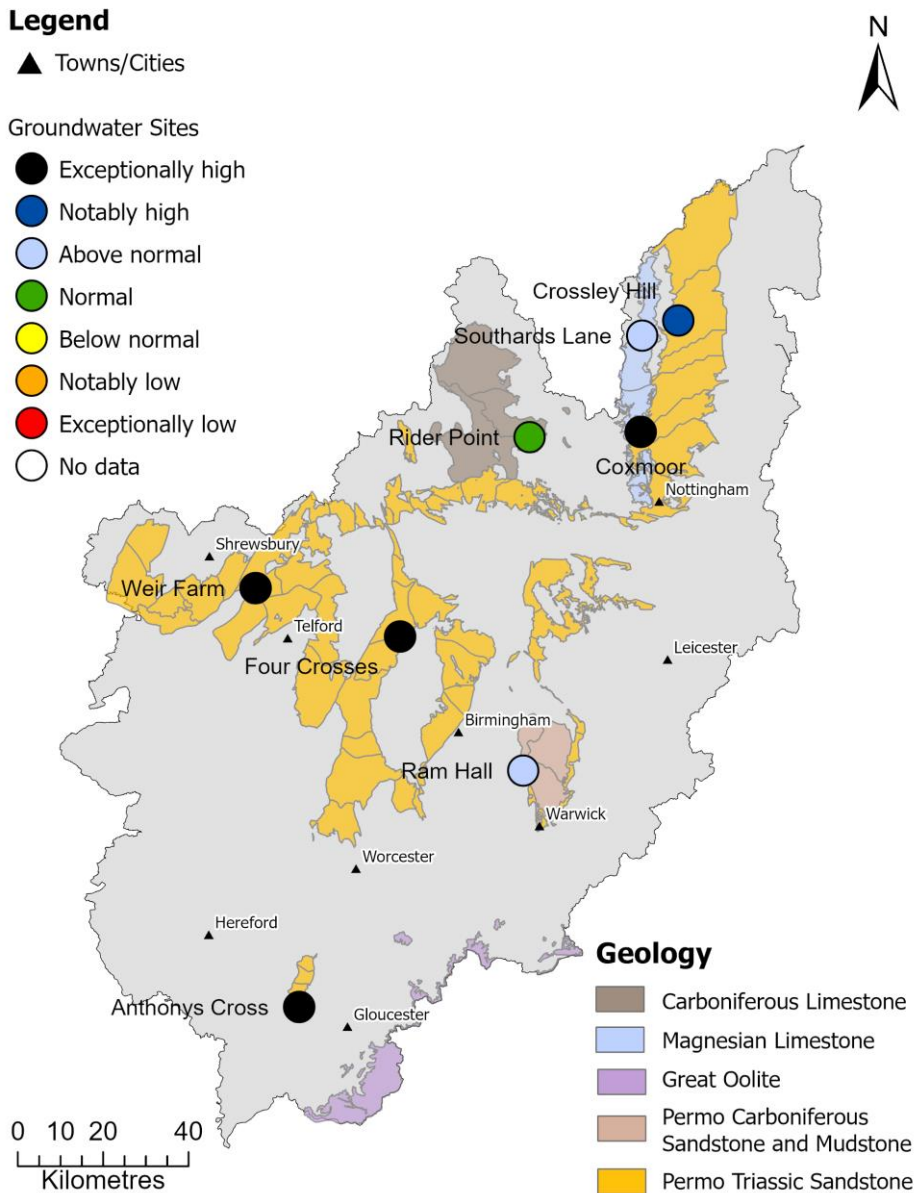 Legend
Towns/Cities
N
Groundwater Sites
Exceptionally high
Notably high
Above normal
Normal
Below normal
Notably low
Exceptionally low
No data
Crossley Hill
Southards Lane
Rider Point
Coxmoor
Nottingham
Shrewsbury
Weir Farm
Telford
Four Crosses
Leicester
Birmingham
Ram Hall
Warwick
Worcester
Hereford
Anthonys Cross
Gloucester
Geology
Carboniferous Limestone
Magnesian Limestone
Great Oolite
Permo Carboniferous
Sandstone and Mudstone
Permo Triassic Sandstone
0 10 20 40
Kilometres